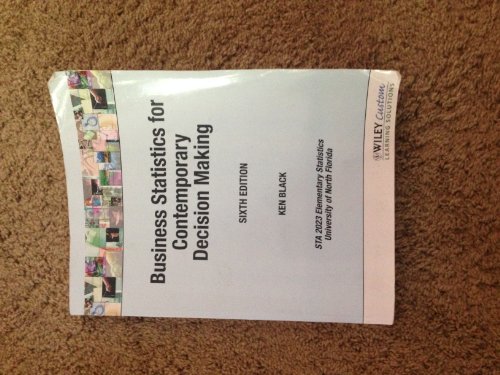 Business Statistics for
Contemporary
Decision Making
SIXTH EDITION
KEN BLACK
STA 2023 Elementary Statistics
University of North Florida
WILEY Custom
LEARNING SOLUTIONS